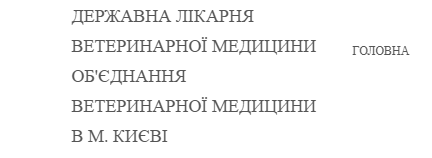 ДЕРЖАВНА ЛІКАРНЯ
ВЕТЕРИНАРНОЇ МЕДИЦИНИ
ГОЛОВНА
ОБ'ЄДНАННЯ
ВЕТЕРИНАРНОЇ МЕДИЦИНИ
В М. КИЄВІ